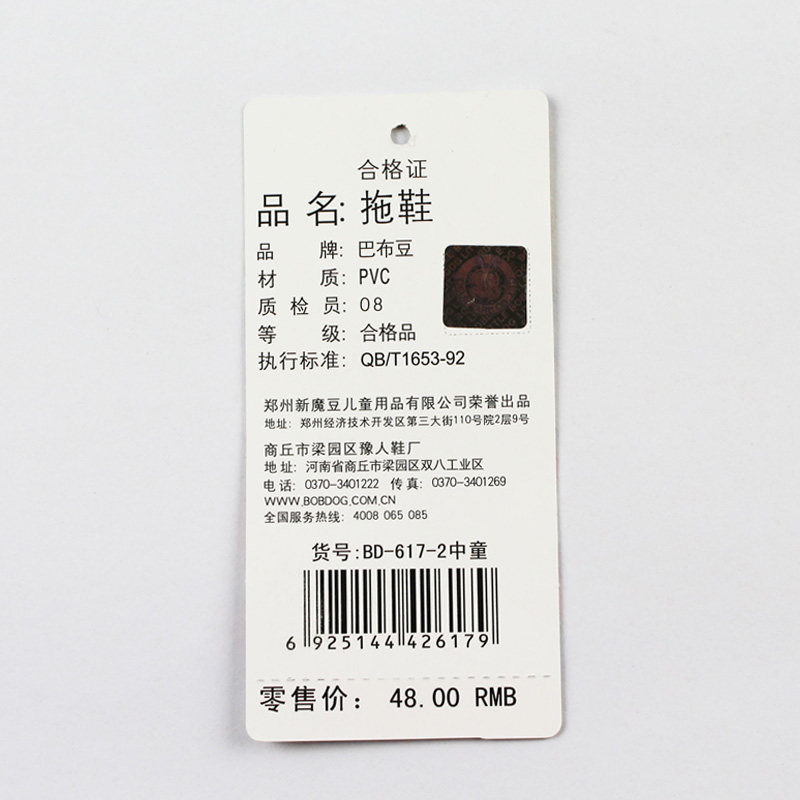 合格证
品名: 拖鞋
品牌: 巴布豆
材质: PVC
质检员: 08
等级: 合格品
执行标准: QB/T1653-92
郑州新魔豆儿童用品有限公司荣誉出品
地址: 郑州经济技术开发区第三大街110号院2层9号
商丘市梁园区豫人鞋厂
地址: 河南省商丘市梁园区双八工业区
电话: 0370-3401222 传真: 0370-3401269
WWW.BOBDOG.COM.CN
全国服务热线: 4008 065 085
货号: BD-617-2中童
6 925144 426179
零售价: 48.00 RMB